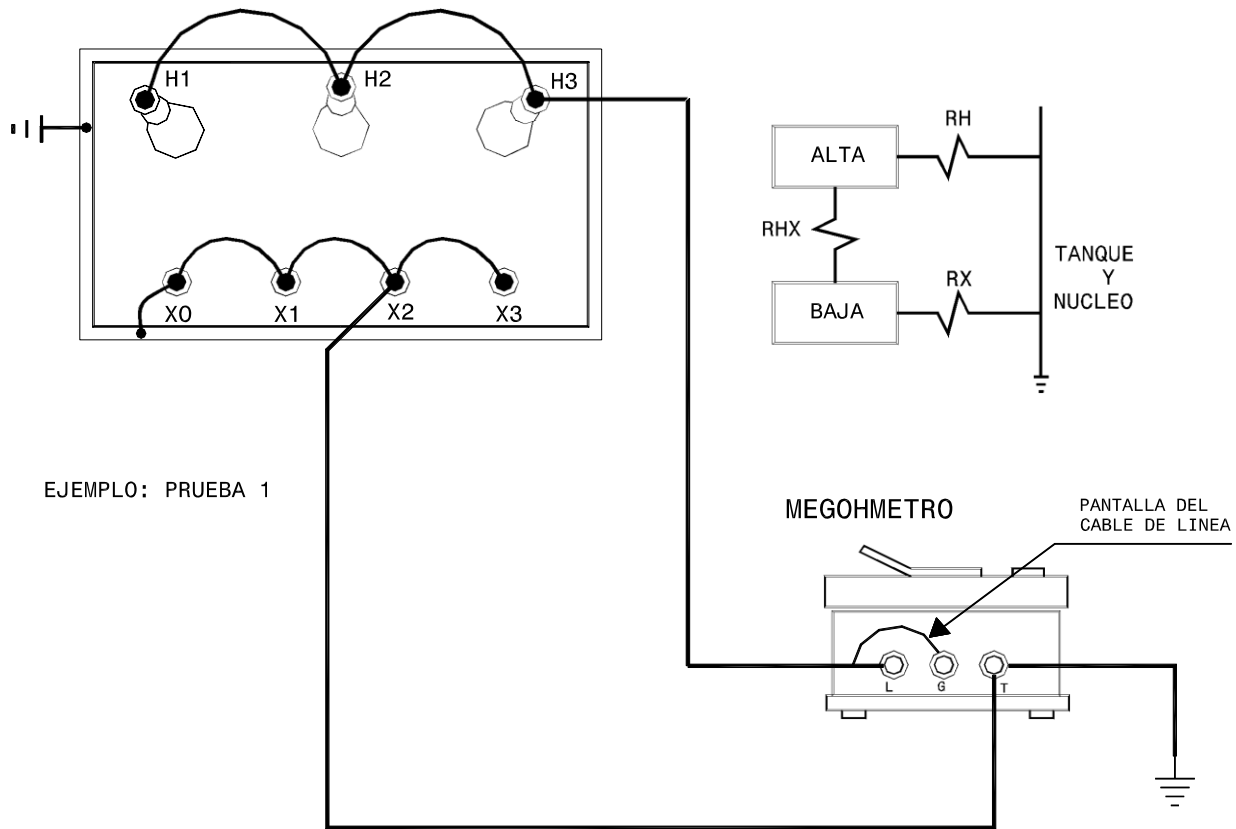 H1
H2
H3
X0
X1
X2
X3
RH
ALTA
RHX
TANQUE
Y
NUCLEO
RX
BAJA
EJEMPLO: PRUEBA 1
MEGOHMETRO
PANTALLA DEL
CABLE DE LINEA
L
G
T